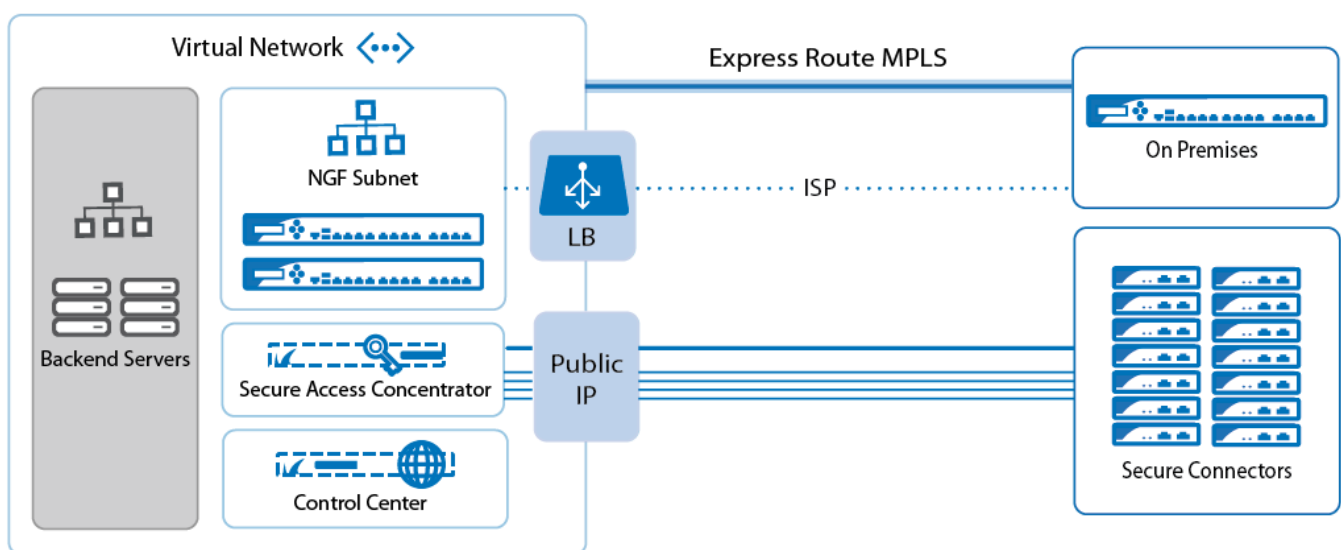 Virtual Network
Express Route MPLS
On Premises
NGF Subnet
ISP
LB
Backend Servers
Secure Access Concentrator
Public
IP
Secure Connectors
Control Center